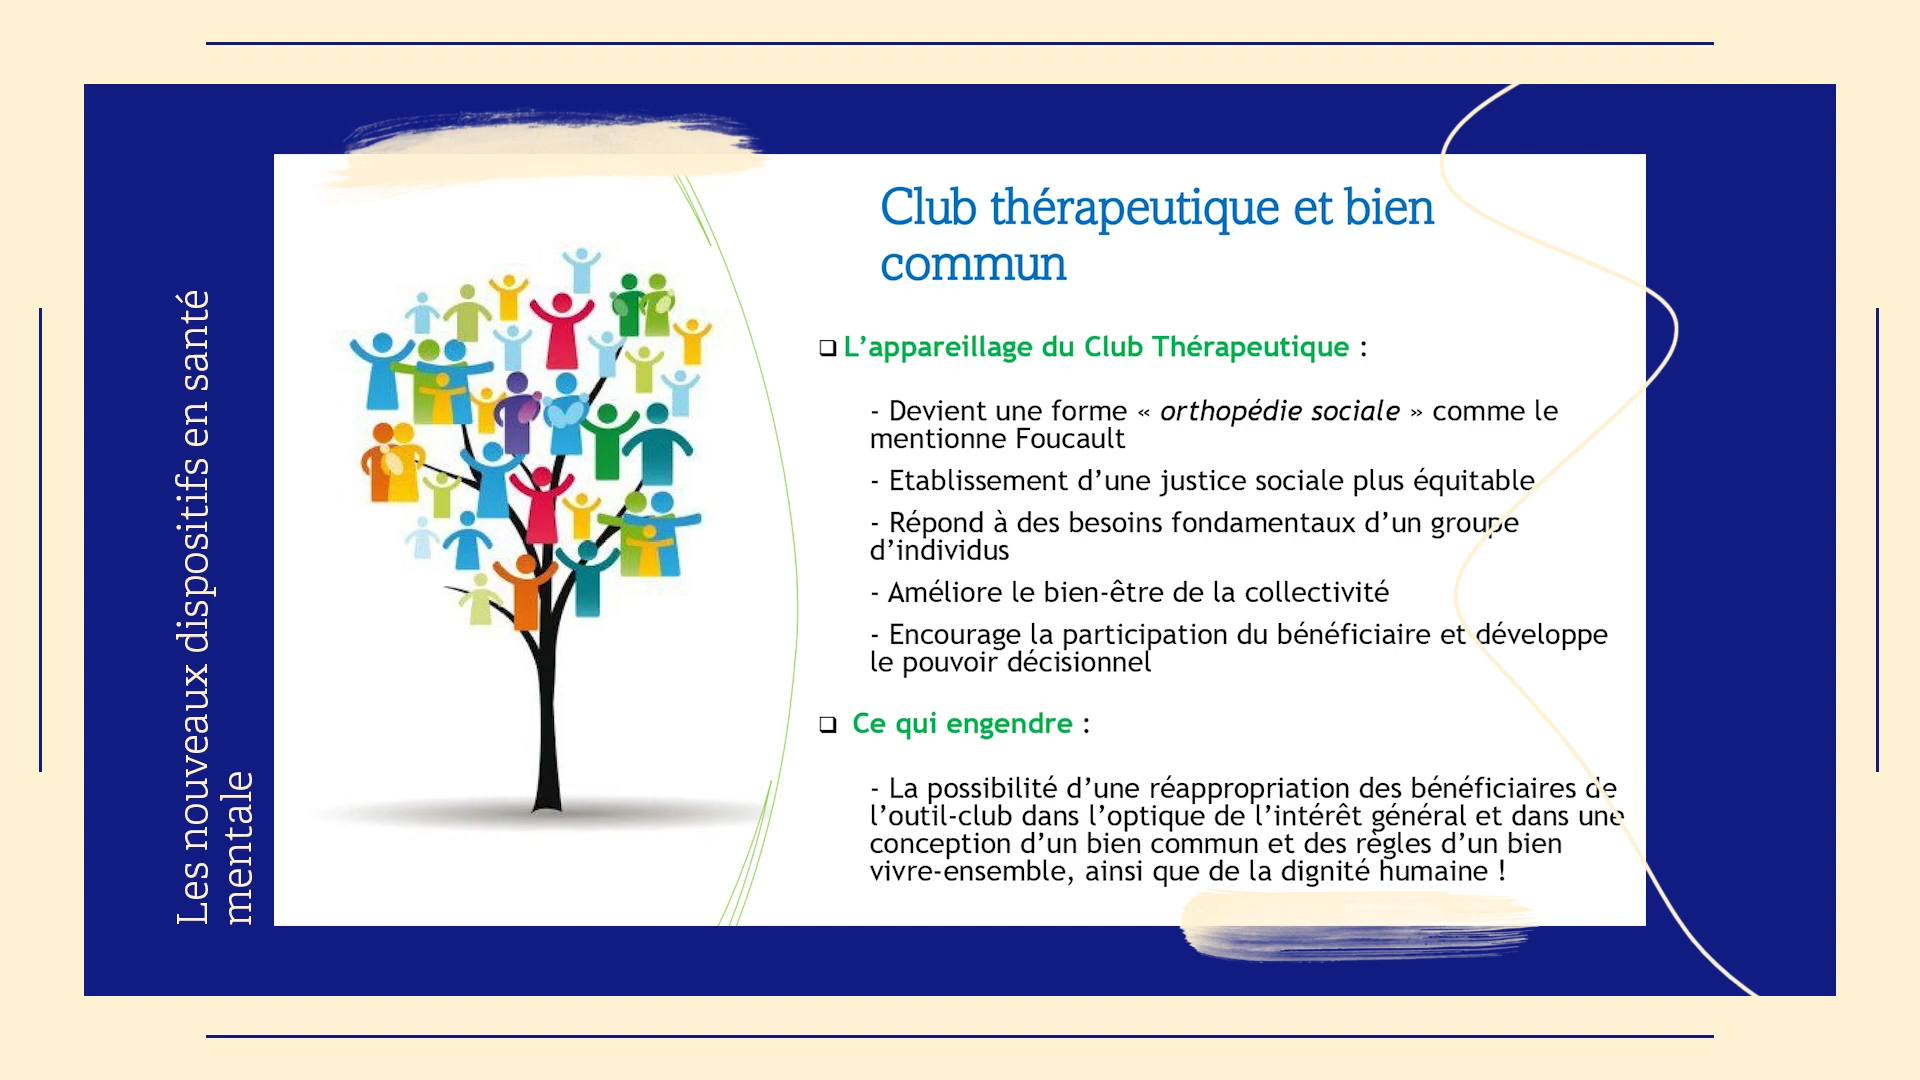 Les nouveaux dispositifs en santé
mentale
Club thérapeutique et bien
commun
❑ L’appareillage du Club Thérapeutique :
- Devient une forme « orthopédie sociale » comme le
mentionne Foucault
- Etablissement d’une justice sociale plus équitable
- Répond à des besoins fondamentaux d’un groupe
d’individus
- Améliore le bien-être de la collectivité
- Encourage la participation du bénéficiaire et développe
le pouvoir décisionnel
❑ Ce qui engendre :
- La possibilité d’une réappropriation des bénéficiaires de
l’outil-club dans l’optique de l’intérêt général et dans une
conception d’un bien commun et des règles d’un bien
vivre-ensemble, ainsi que de la dignité humaine !